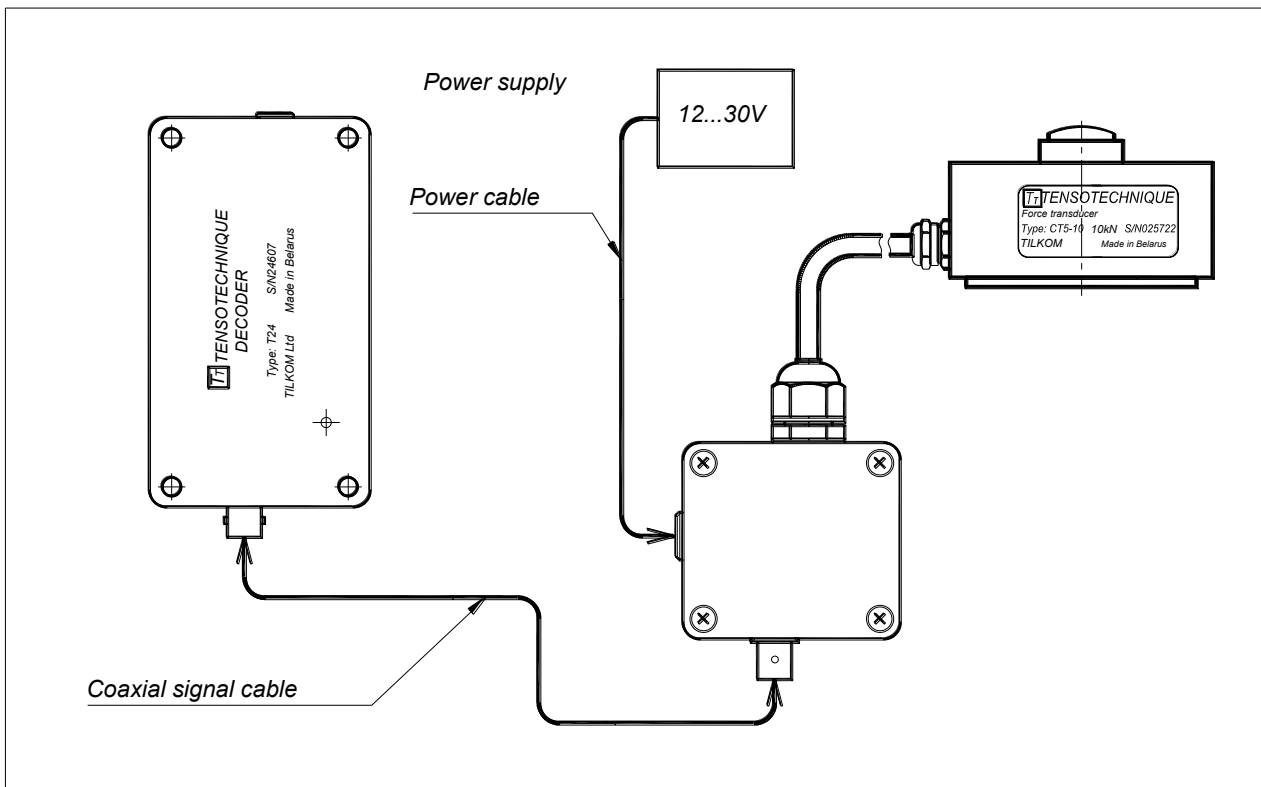 Power supply
12...30V
Power cable
TT TENSOTECHNIQUE
DECODER
Type: T24 S/N24607
TILKOM Ltd Made in Belarus
TT TENSOTECHNIQUE
Force transducer
Type: CT5-10 10kN S/N025722
TILKOM Made in Belarus
Coaxial signal cable